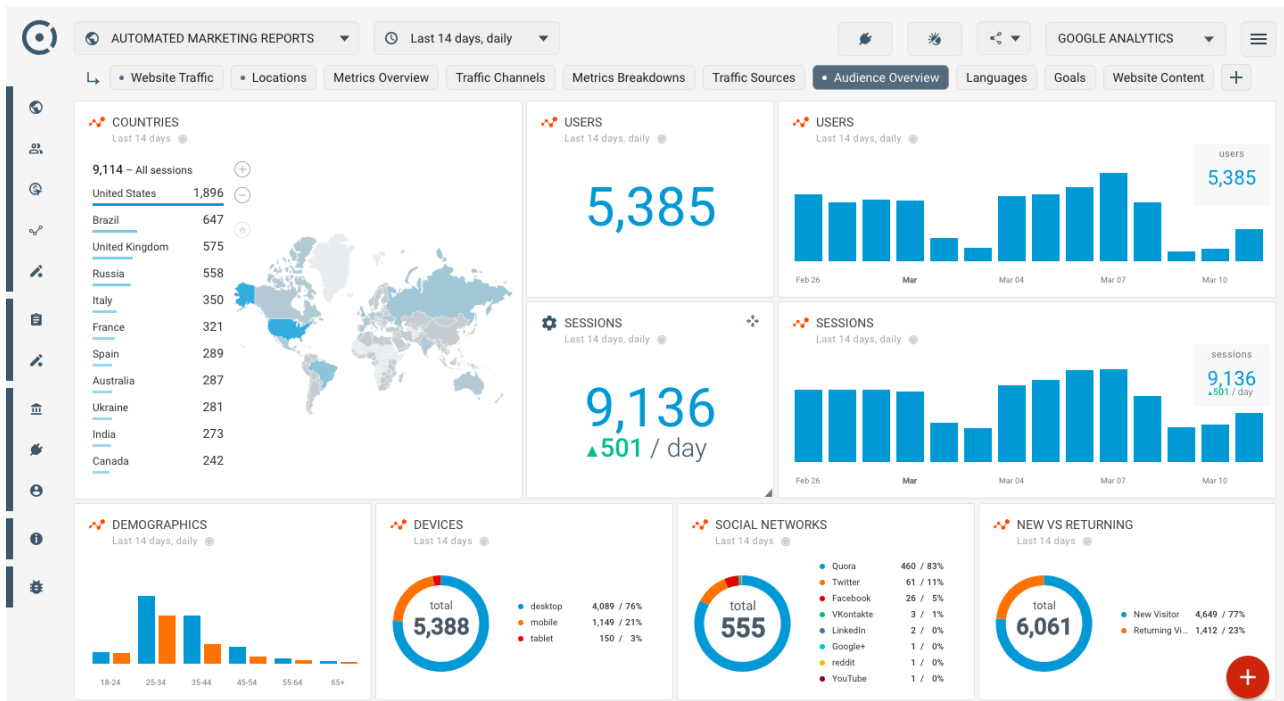 AUTOMATED MARKETING REPORTS
Last 14 days, daily
GOOGLE ANALYTICS
• Website Traffic
• Locations
Metrics Overview
Traffic Channels
Metrics Breakdowns
Traffic Sources
• Audience Overview
Languages
Goals
Website Content
COUNTRIES
Last 14 days
9,114 – All sessions
United States 1,896
Brazil 647
United Kingdom 575
Russia 558
Italy 350
France 321
Spain 289
Australia 287
Ukraine 281
India 273
Canada 242
USERS
Last 14 days, daily
5,385
USERS
Last 14 days, daily
users
5,385
Feb 26 Mar Mar 04 Mar 07 Mar 10
SESSIONS
Last 14 days, daily
9,136
▲501 / day
SESSIONS
Last 14 days, daily
sessions
9,136
▲501 / day
Feb 26 Mar Mar 04 Mar 07 Mar 10
DEMOGRAPHICS
Last 14 days, daily
18-24 25-34 35-44 45-54 55-64 65+
DEVICES
Last 14 days
total
5,388
desktop 4,089 / 76%
mobile 1,149 / 21%
tablet 150 / 3%
SOCIAL NETWORKS
Last 14 days
total
555
Quora 460 / 83%
Twitter 61 / 11%
Facebook 26 / 5%
VKontakte 3 / 1%
LinkedIn 2 / 0%
Google+ 1 / 0%
reddit 1 / 0%
YouTube 1 / 0%
NEW VS RETURNING
Last 14 days
total
6,061
New Visitor 4,649 / 77%
Returning Vi... 1,412 / 23%